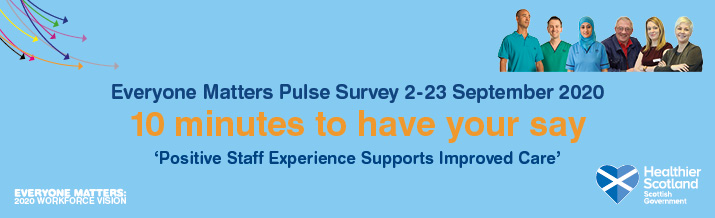 Everyone Matters Pulse Survey 2-23 September 2020
10 minutes to have your say
‘Positive Staff Experience Supports Improved Care’
EVERYONE MATTERS:
2020 WORKFORCE VISION
Healthier
Scotland
Scottish
Government